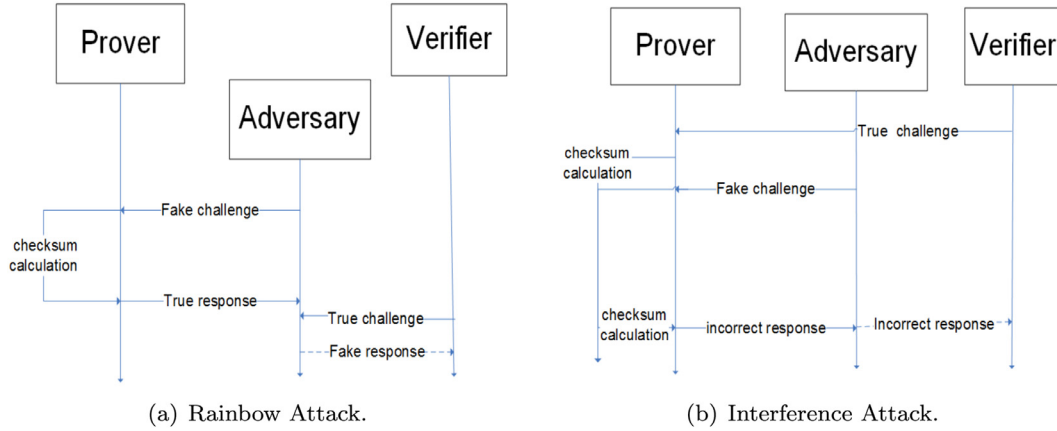 Prover
Adversary
Verifier
Fake challenge
checksum
calculation
True response
True challenge
Fake response
(a) Rainbow Attack.
Prover
Adversary
Verifier
True challenge
checksum
calculation
Fake challenge
checksum
calculation
incorrect response
Incorrect response
(b) Interference Attack.